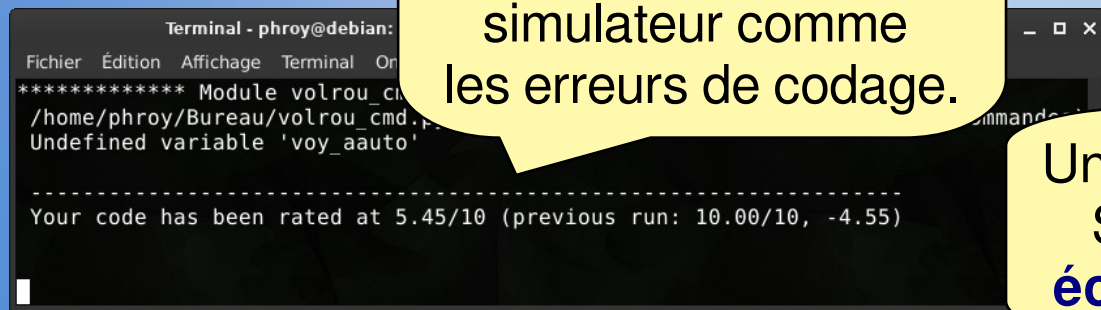 simulateur comme
les erreurs de codage.
Terminal - phroy@debian:
Fichier Édition Affichage Terminal
************* Module
/home/phroy/Bureau/volrou_cmd.
Undefined variable 'voy_aauto'
------------------------------------------------------------------
Your code has been rated at 5.45/10 (previous run: 10.00/10, -4.55)
Un